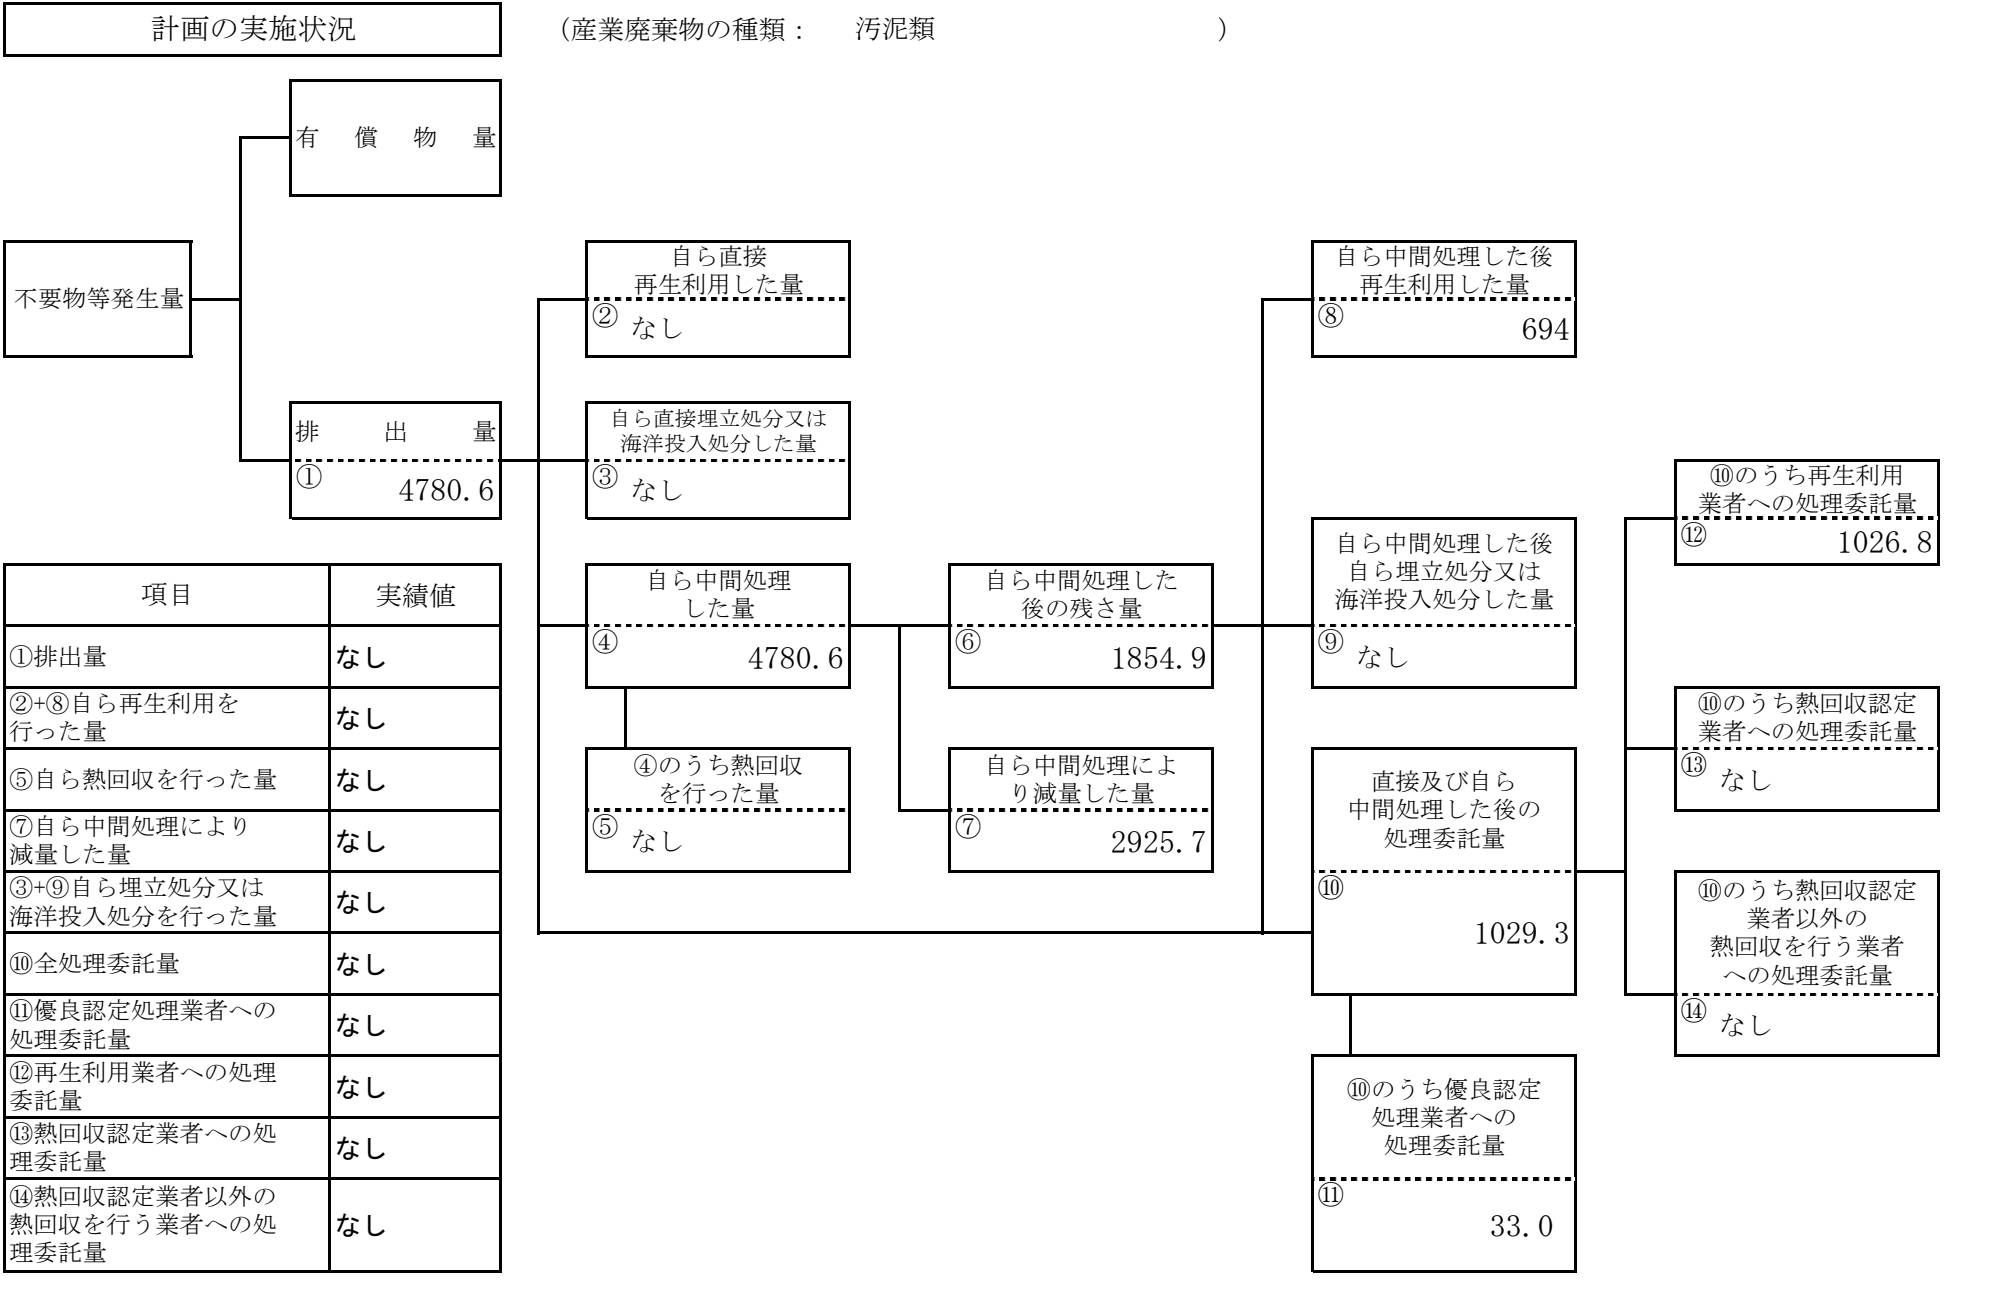 計画の実施状況
（産業廃棄物の種類： 汚泥類 ）
有償物量
不要物等発生量
排出量
①
4780.6
自ら直接
再生利用した量
②
なし
自ら直接埋立処分又は
海洋投入処分した量
③
なし
自ら中間処理
した量
④
4780.6
④のうち熱回収
を行った量
⑤
なし
自ら中間処理した
後の残さ量
⑥
1854.9
自ら中間処理によ
り減量した量
⑦
2925.7
自ら中間処理した後
再生利用した量
⑧
694
自ら中間処理した後
自ら埋立処分又は
海洋投入処分した量
⑨
なし
直接及び自ら
中間処理した後の
処理委託量
⑩
1029.3
⑩のうち優良認定
処理業者への
処理委託量
⑪
33.0
⑩のうち再生利用
業者への処理委託量
⑫
1026.8
⑩のうち熱回収認定
業者への処理委託量
⑬
なし
⑩のうち熱回収認定
業者以外の
熱回収を行う業者
への処理委託量
⑭
なし
項目 実績値
①排出量 なし
②+⑧自ら再生利用を
行った量
なし
⑤自ら熱回収を行った量 なし
⑦自ら中間処理により
減量した量
なし
③+⑨自ら埋立処分又は
海洋投入処分を行った量
なし
⑩全処理委託量 なし
⑪優良認定処理業者への
処理委託量
なし
⑫再生利用業者への処理
委託量
なし
⑬熱回収認定業者への処
理委託量
なし
⑭熱回収認定業者以外の
熱回収を行う業者への処
理委託量
なし